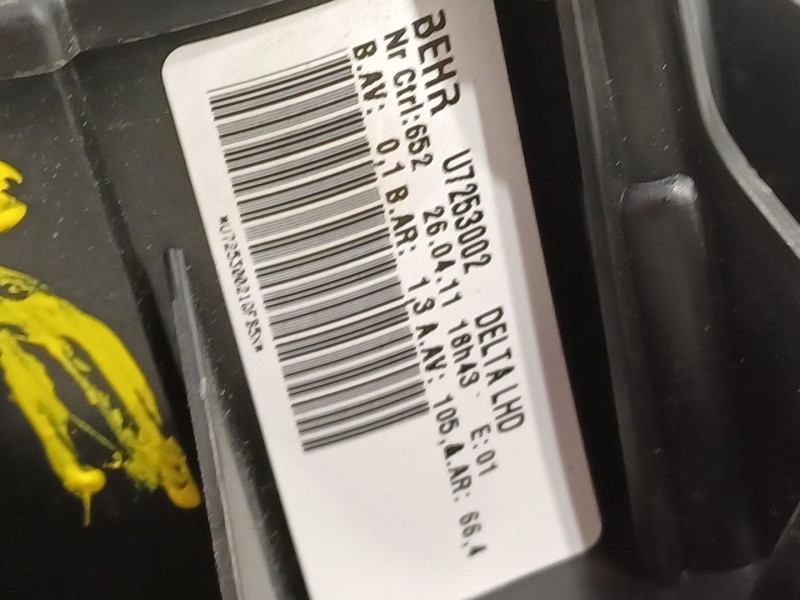 BEHR U7253002 DELTA LHD
Nr Ctrl:652 26.04.11 16h43 E:01
B.AV: 0,1 B.AR: 1,3 A.AV: 105,4.AR: 66,4